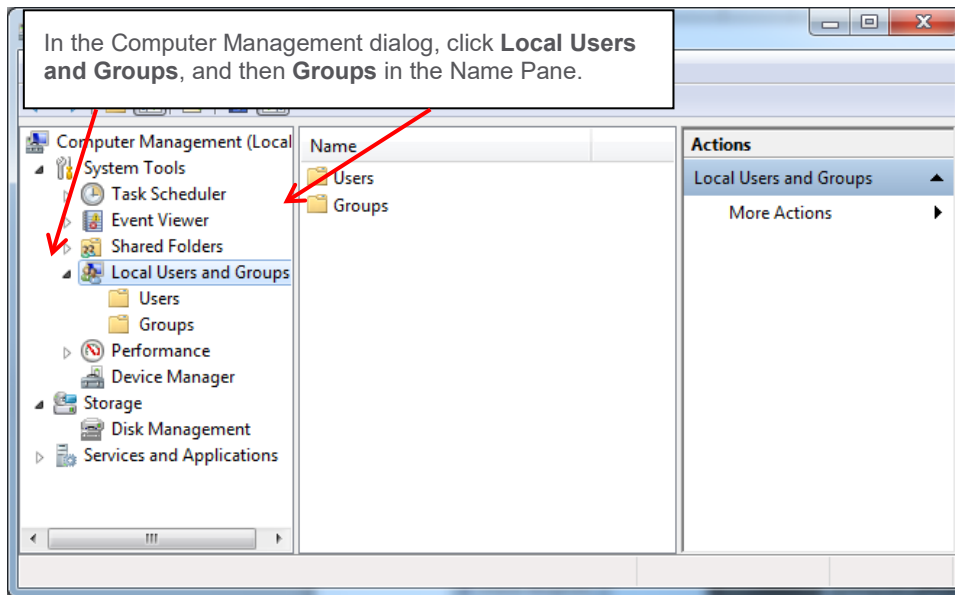 In the Computer Management dialog, click Local Users
and Groups, and then Groups in the Name Pane.
Computer Management (Local
System Tools
Task Scheduler
Event Viewer
Shared Folders
Local Users and Groups
Users
Groups
Performance
Device Manager
Storage
Disk Management
Services and Applications
Name
Users
Groups
Actions
Local Users and Groups
More Actions